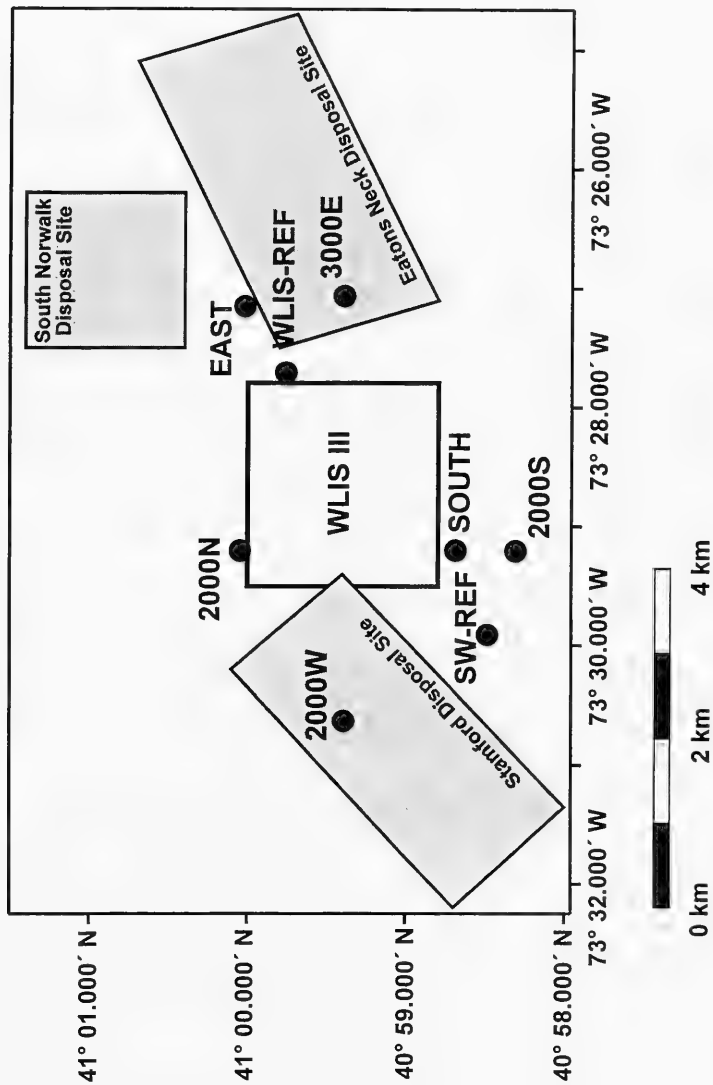 South Norwalk
Disposal Site
EAST
WLIS-REF
3000E
Eatons Neck Disposal Site
2000N
WLIS III
2000W
Stamford Disposal Site
SW-REF
SOUTH
2000S
41° 01.000´ N
41° 00.000´ N
40° 59.000´ N
40° 58.000´ N
73° 32.000´ W
73° 30.000´ W
73° 28.000´ W
73° 26.000´ W
0 km
2 km
4 km